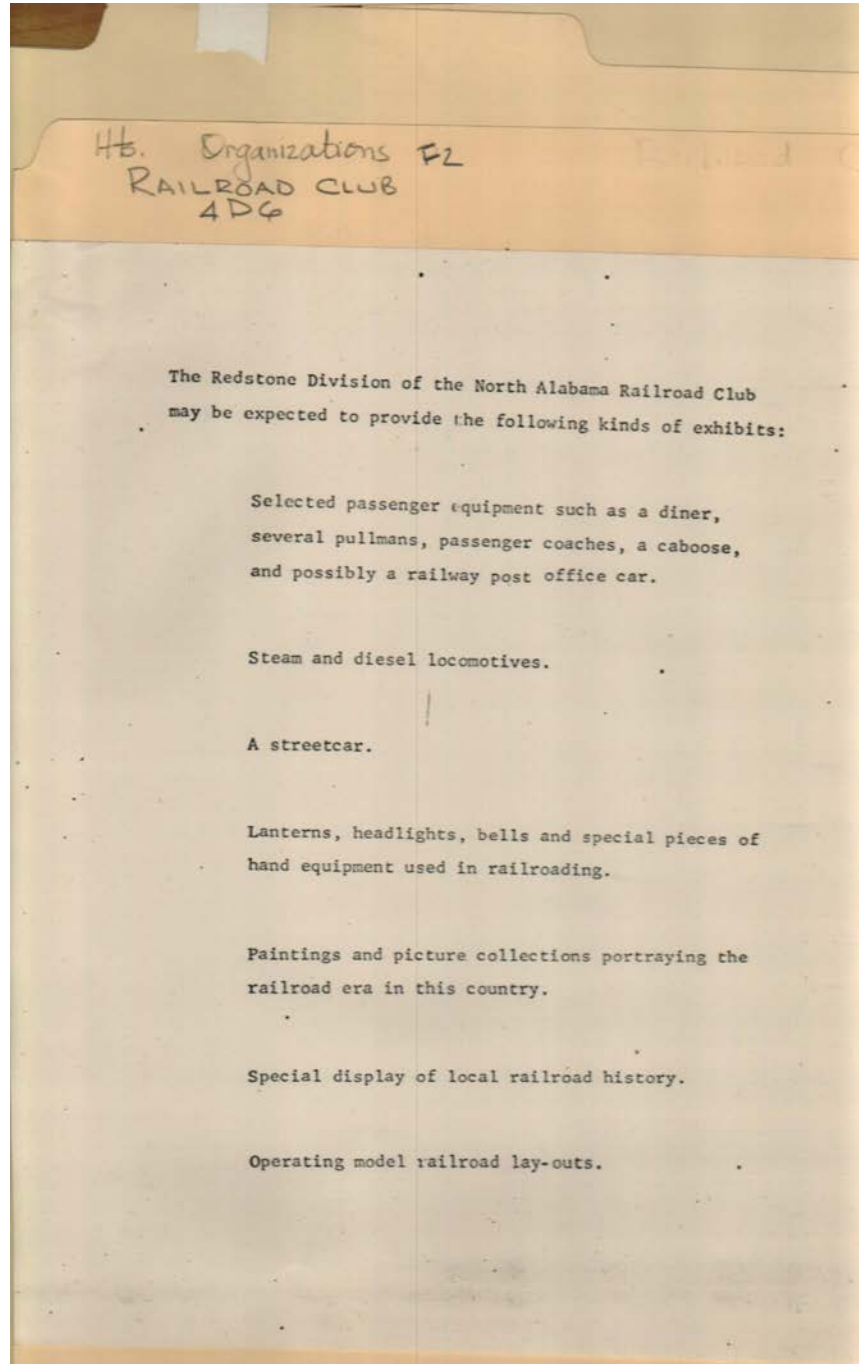 Hts. Organizations F2
RAILROAD CLUB
4D6
The Redstone Division of the North Alabama Railroad Club
may be expected to provide the following kinds of exhibits:
Selected passenger equipment such as a diner,
several pullmans, passenger coaches, a caboose,
and possibly a railway post office car.
Steam and diesel locomotives.
A streetcar.
Lanterns, headlights, bells and special pieces of
hand equipment used in railroading.
Paintings and picture collections portraying the
railroad era in this country.
Special display of local railroad history.
Operating model railroad lay-outs.